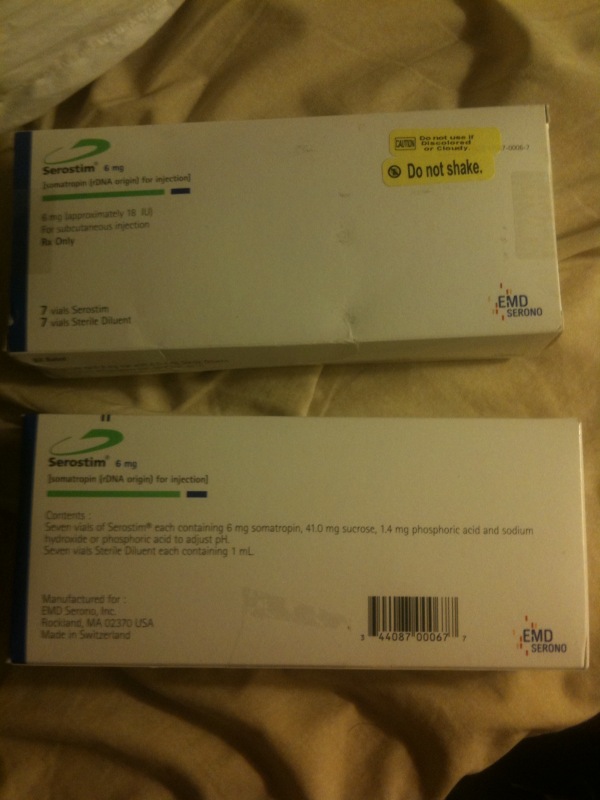 Serostim® 6 mg
[somatropin (rDNA origin) for injection]
6 mg (approximately 18 IU)
For subcutaneous injection
Rx Only
7 vials Serostim
7 vials Sterile Diluent
CAUTION Do not use if
Discolored
or Cloudy.
7-0006-7
Do not shake.
EMD
SERONO
Serostim® 6 mg
[somatropin (rDNA origin) for injection]
Contents :
Seven vials of Serostim® each containing 6 mg somatropin, 41.0 mg sucrose, 1.4 mg phosphoric acid and sodium
hydroxide or phosphoric acid to adjust pH.
Seven vials Sterile Diluent each containing 1 mL
Manufactured for :
EMD Serono, Inc.
Rockland, MA 02370 USA
Made in Switzerland
3 44087 00067 7
EMD
SERONO